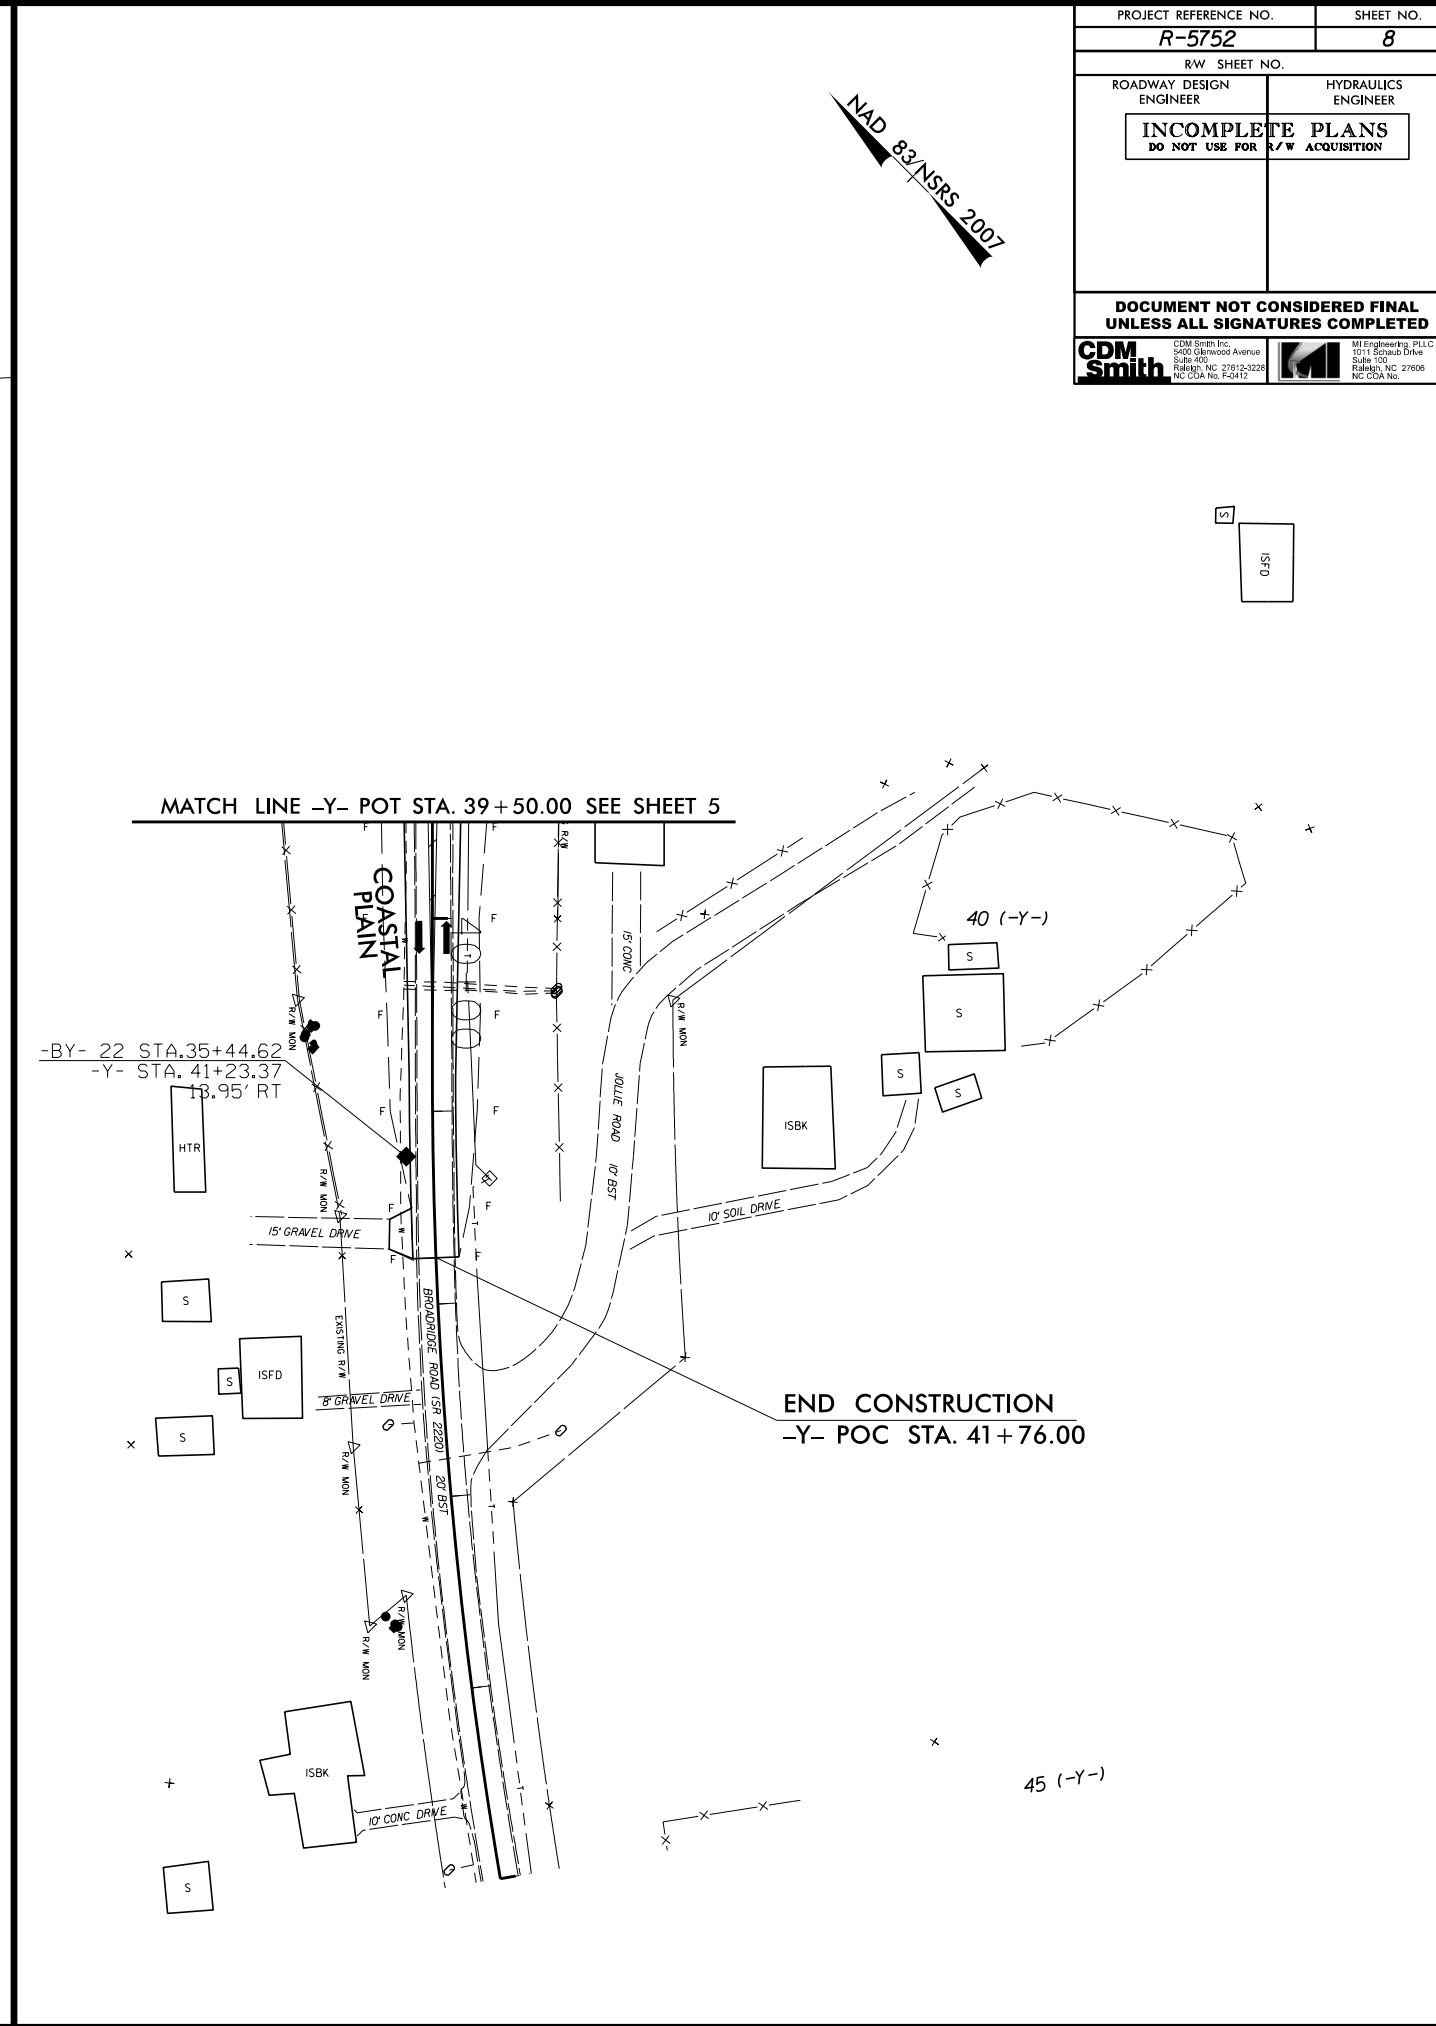 PROJECT REFERENCE NO.
SHEET NO.
R-5752
8
RW SHEET NO.
ROADWAY DESIGN
ENGINEER
HYDRAULICS
ENGINEER
INCOMPLETE PLANS
DO NOT USE FOR R/W ACQUISITION
DOCUMENT NOT CONSIDERED FINAL
UNLESS ALL SIGNATURES COMPLETED
CDM
Smith
CDM Smith Inc.
5400 Glenwood Avenue
Suite 400
Raleigh, NC 27612-3228
NC COA No. F-0412
MI
MI Engineering, PLLC
1011 Schaub Drive
Suite 100
Raleigh, NC 27606
NC COA No.
NAD 83/NSRS 2007
S
ISFD
MATCH LINE -Y- POT STA. 39+50.00 SEE SHEET 5
F
F
R/W
COASTAL
PLAIN
F
F
W
40+00
T
15' CONC
40 (-Y-)
S
S
S
S
R/W MON
F
F
R/W MON
-BY- 22 STA.35+44.62
-Y- STA. 41+23.37
13.95' RT
HTR
F
F
JOLLIE ROAD 10' BST
ISBK
R/W MON
10' SOIL DRIVE
F
F
T
W
15' GRAVEL DRIVE
F
F
S
EXISTING R/W
BROADRIDGE ROAD (SR 2220) 20' BST
S
ISFD
8' GRAVEL DRIVE
END CONSTRUCTION
-Y- POC STA. 41+76.00
S
R/W MON
T
W
R/W MON
R/W MON
ISBK
45 (-Y-)
T
W
10' CONC DRIVE
S